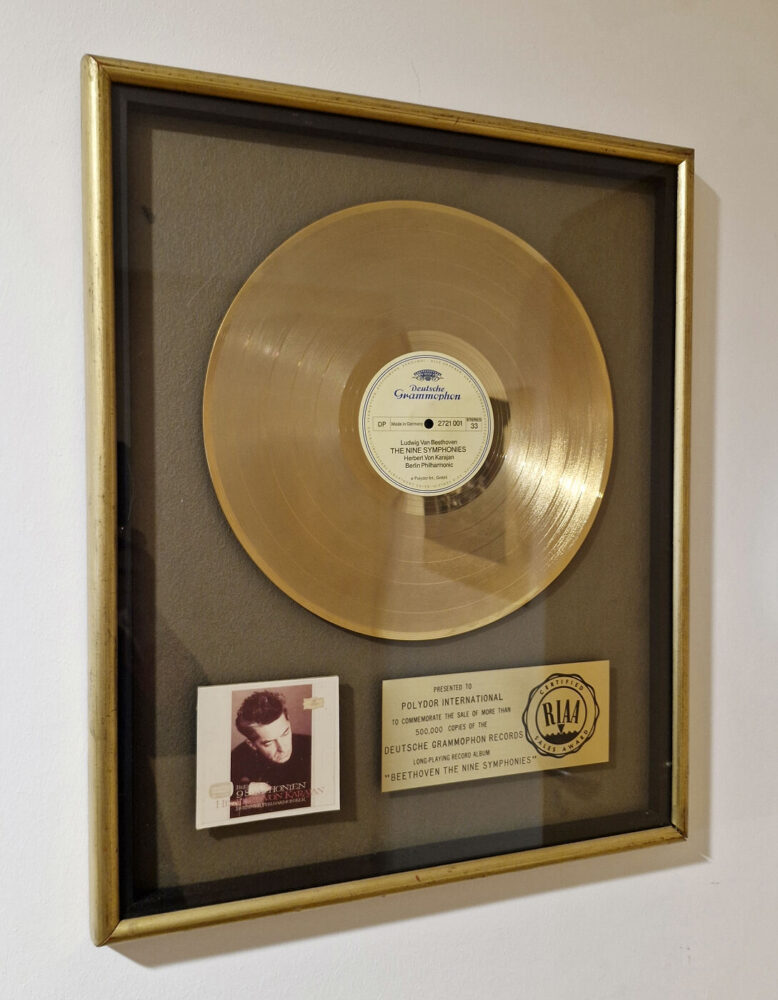 Deutsche
Grammophon
DP Made in Germany 2721 001 STEREO 33
Ludwig Van Beethoven
THE NINE SYMPHONIES
Herbert Von Karajan
Berlin Philharmonic
PRESENTED TO
POLYDOR INTERNATIONAL
TO COMMEMORATE THE SALE OF MORE THAN
500,000 COPIES OF THE
DEUTSCHE GRAMMOPHON RECORDS
LONG-PLAYING RECORD ALBUM
"BEETHOVEN THE NINE SYMPHONIES"
CERTIFIED
RIAA
SALES AWARD
VON KARAJAN